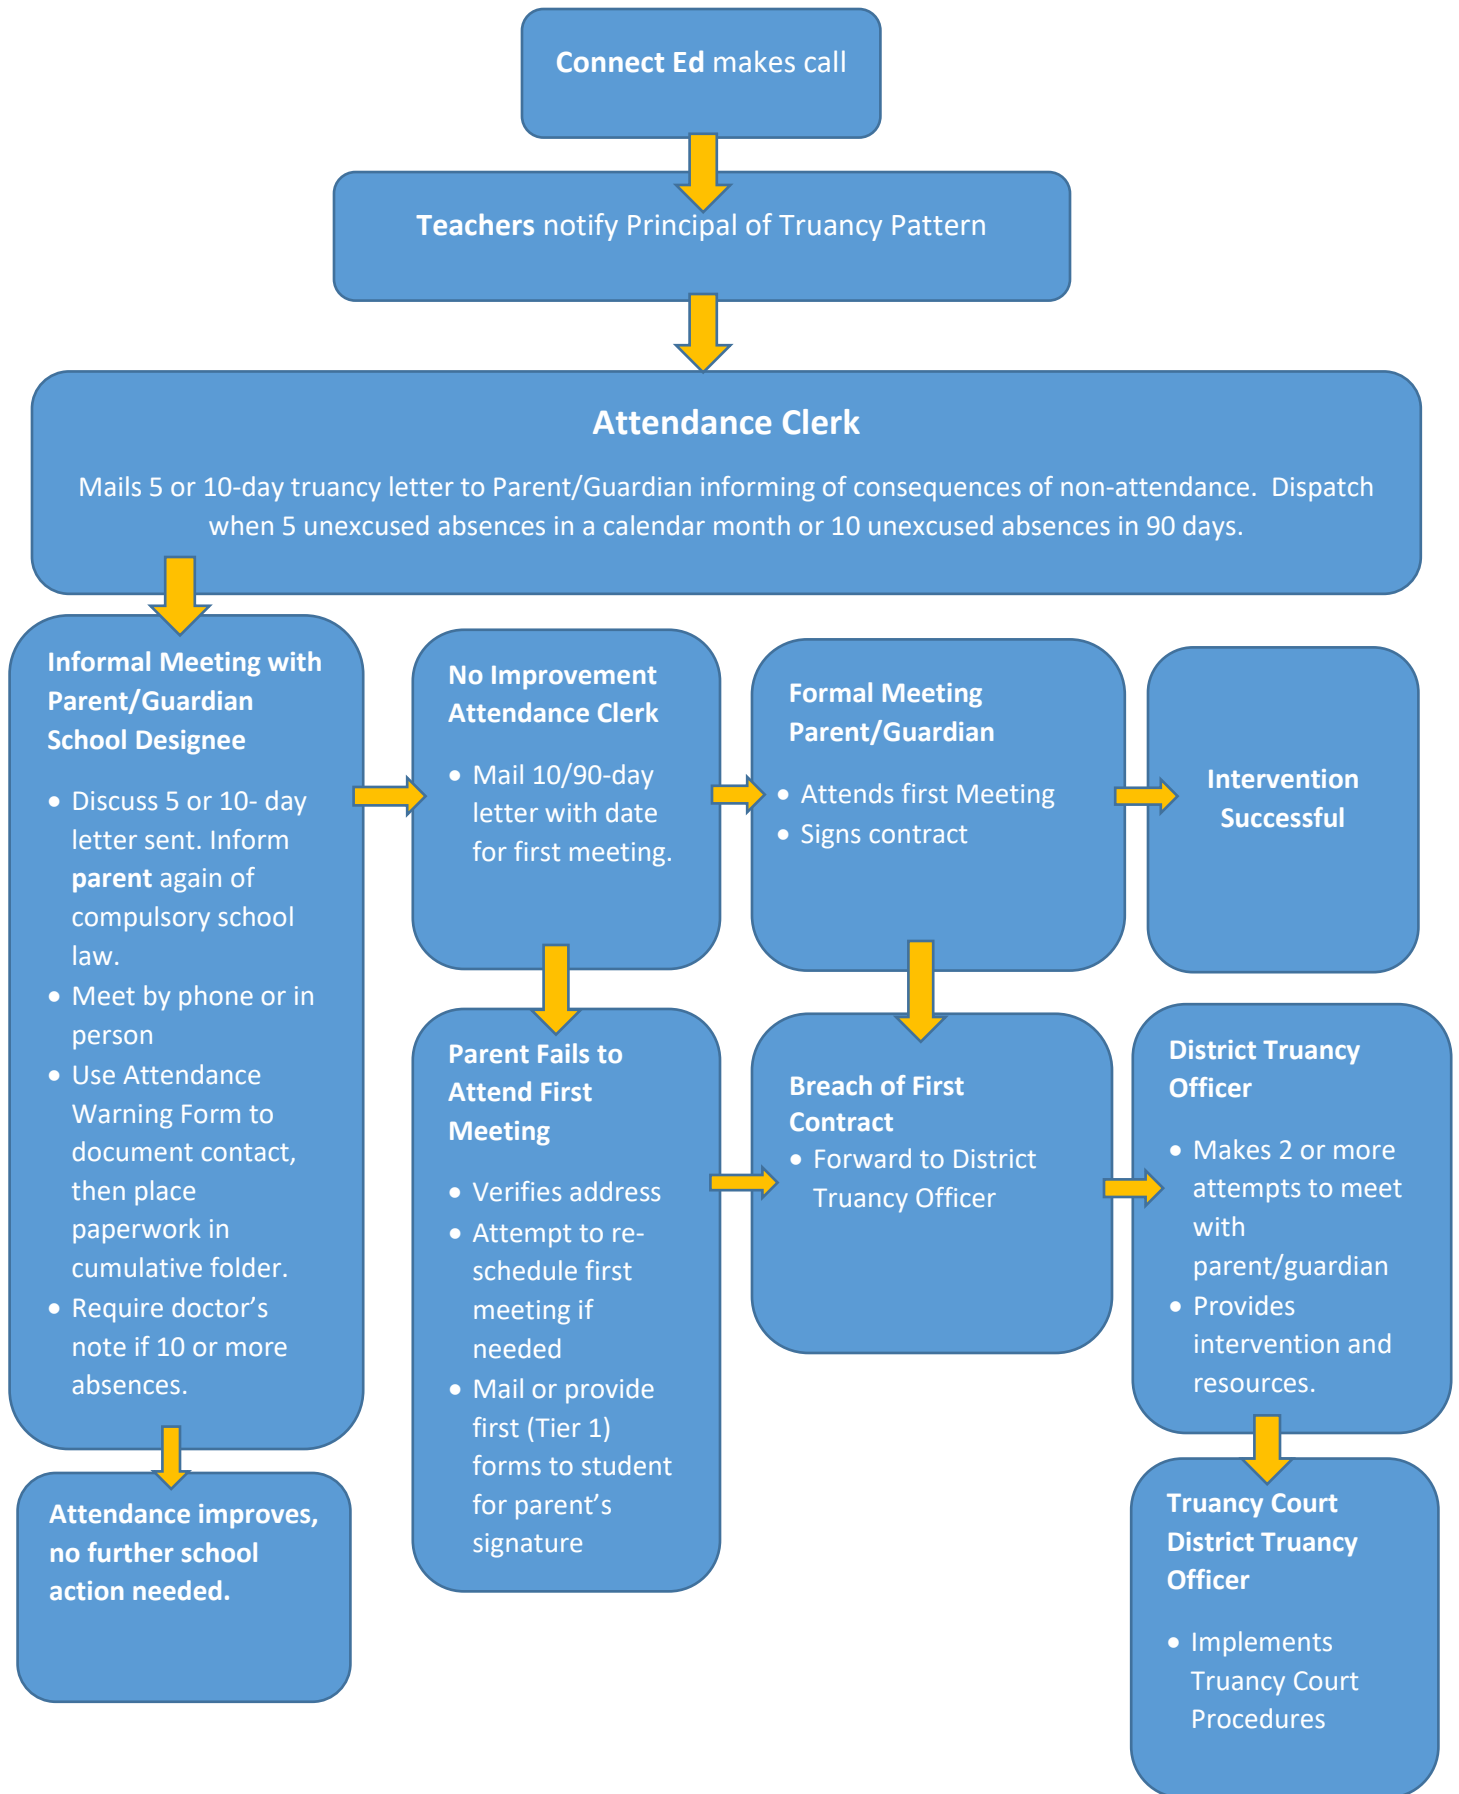 Connect Ed makes call
Teachers notify Principal of Truancy Pattern
Attendance Clerk
Mails 5 or 10-day truancy letter to Parent/Guardian informing of consequences of non-attendance.  Dispatch
when 5 unexcused absences in a calendar month or 10 unexcused absences in 90 days.
Informal Meeting with
Parent/Guardian
School Designee
• Discuss 5 or 10- day
letter sent. Inform
parent again of
compulsory school
law.
• Meet by phone or in
person
• Use Attendance
Warning Form to
document contact,
then place
paperwork in
cumulative folder.
• Require doctor’s
note if 10 or more
absences.
No Improvement
Attendance Clerk
• Mail 10/90-day
letter with date
for first meeting.
Formal Meeting
Parent/Guardian
• Attends first Meeting
• Signs contract
Intervention
Successful
Parent Fails to
Attend First
Meeting
• Verifies address
• Attempt to re-
schedule first
meeting if
needed
• Mail or provide
first (Tier 1)
forms to student
for parent’s
signature
Breach of First
Contract
• Forward to District
Truancy Officer
District Truancy
Officer
• Makes 2 or more
attempts to meet
with
parent/guardian
• Provides
intervention and
resources.
Attendance improves,
no further school
action needed.
Truancy Court
District Truancy
Officer
• Implements
Truancy Court
Procedures